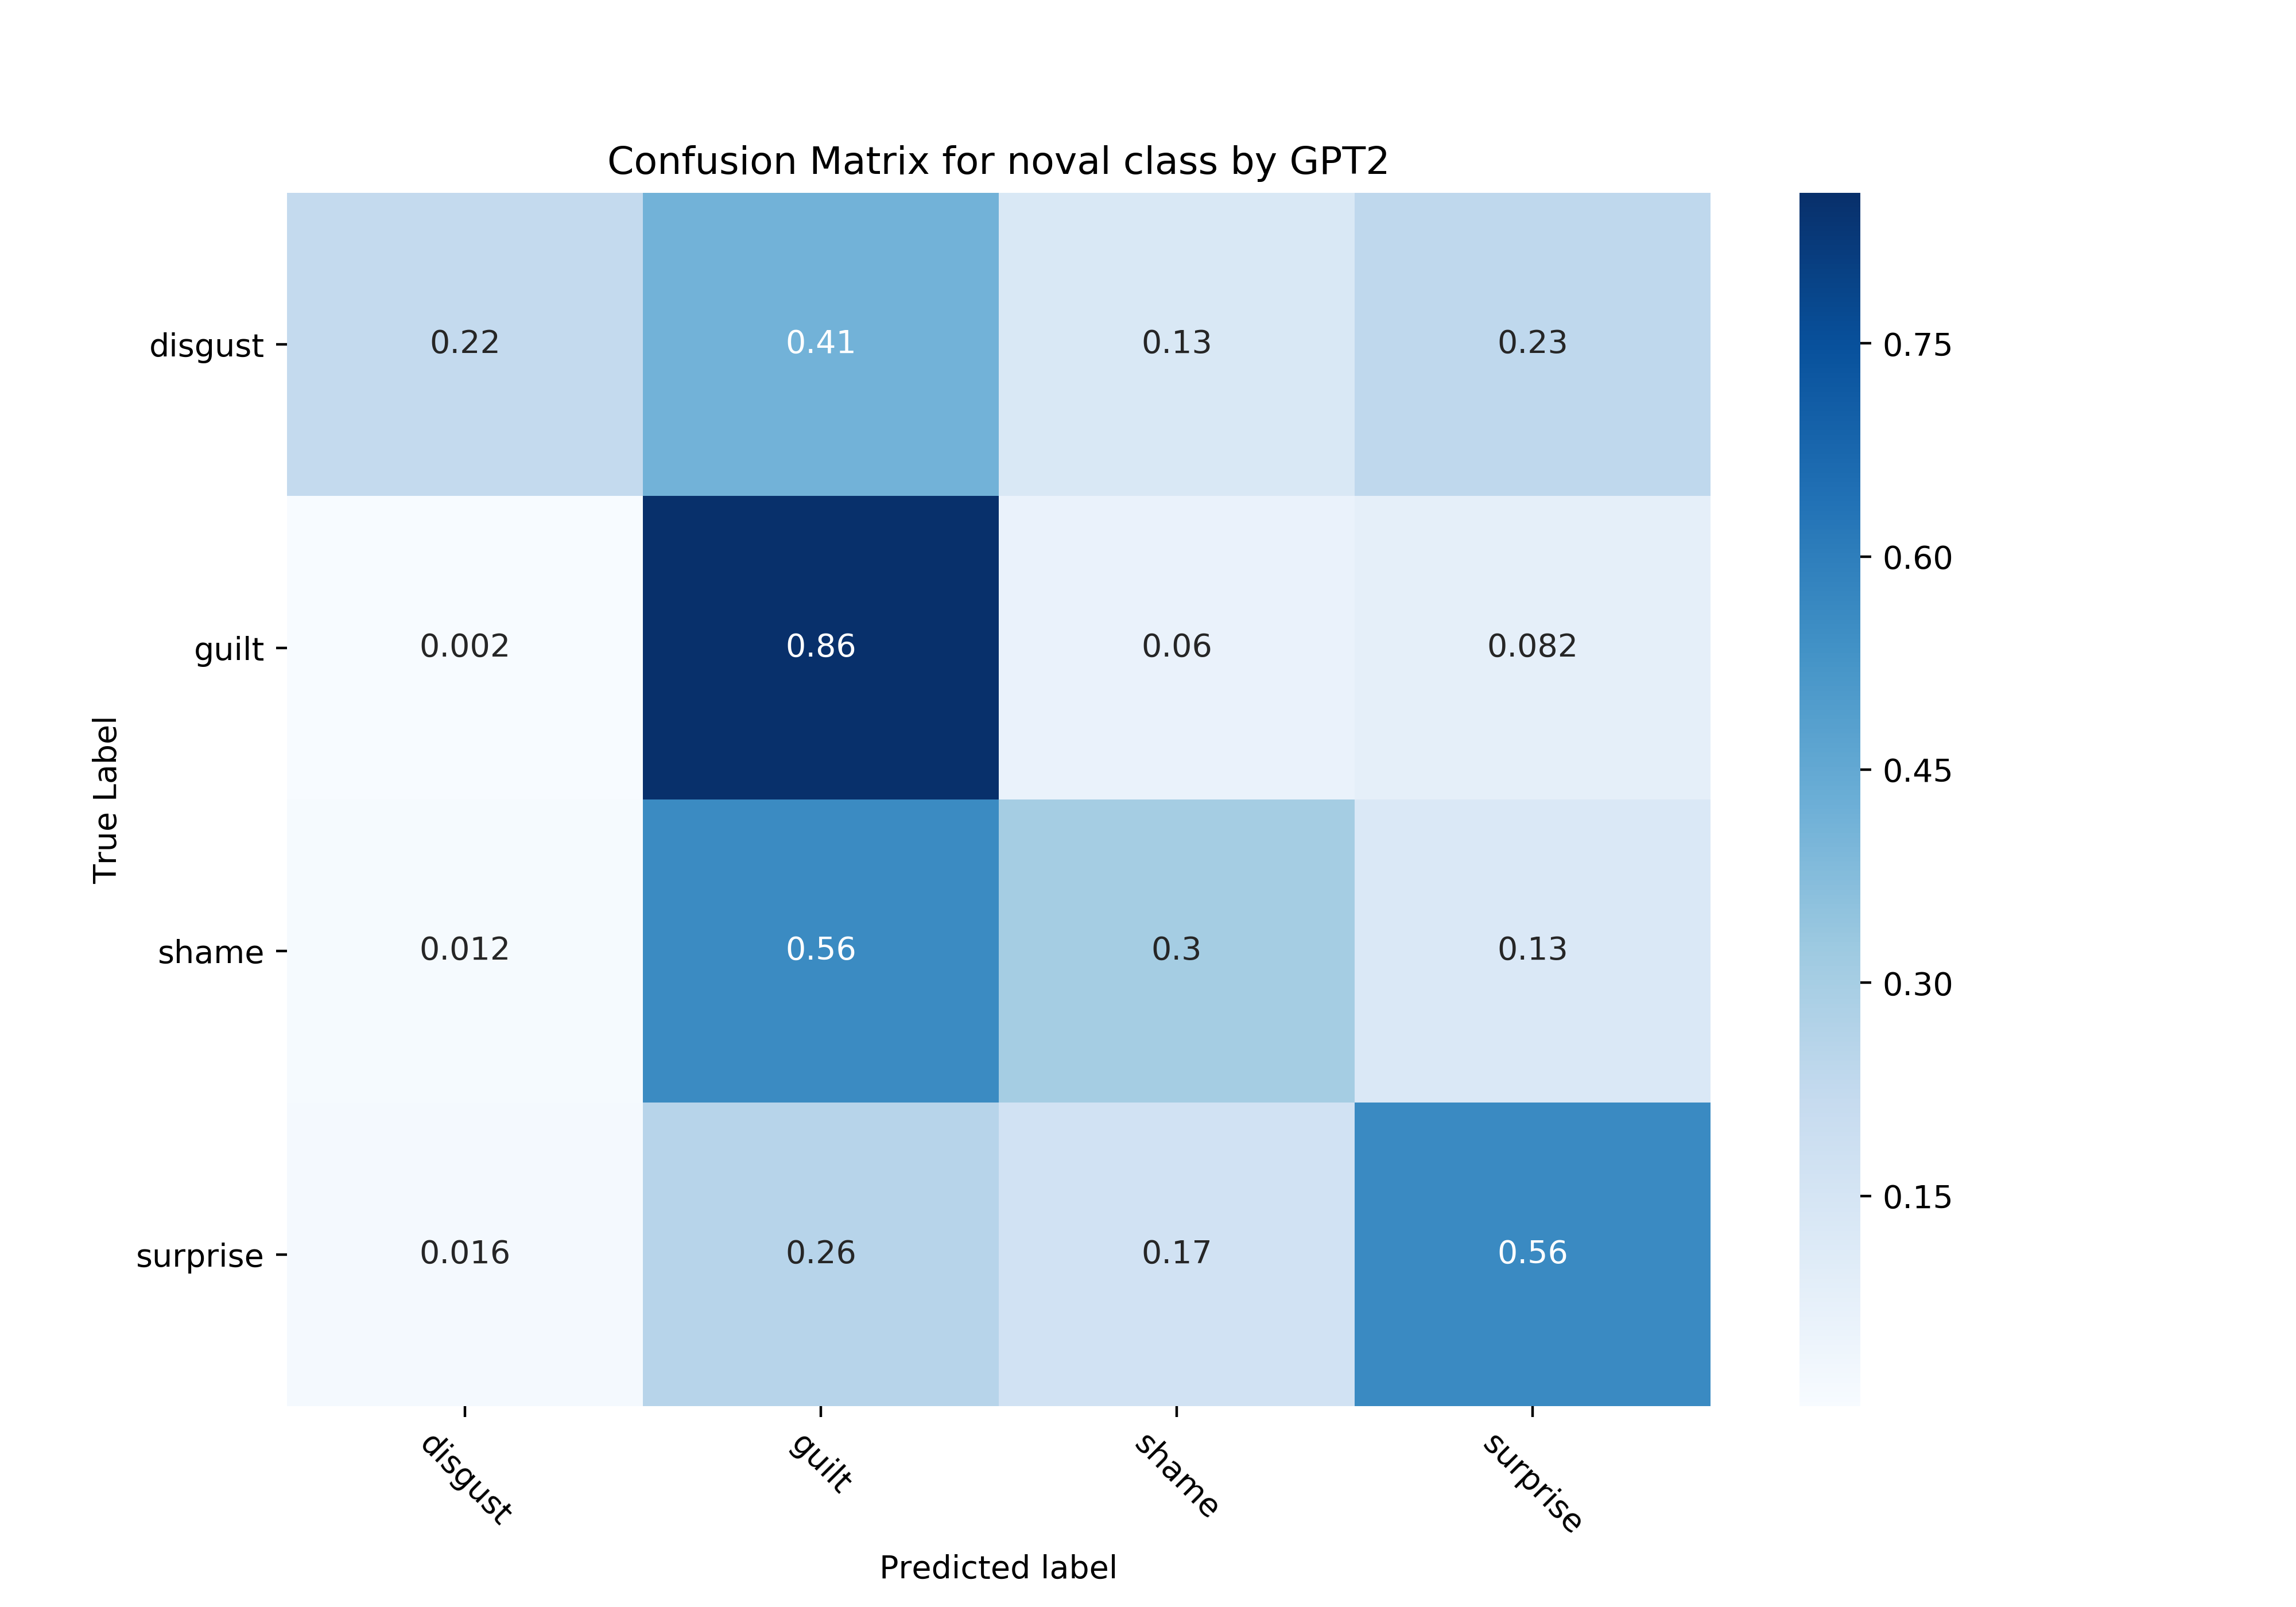 Confusion Matrix for noval class by GPT2
disgust
0.22 0.41 0.13 0.23
guilt
0.002 0.86 0.06 0.082
shame
0.012 0.56 0.3 0.13
surprise
0.016 0.26 0.17 0.56
True Label
disgust guilt shame surprise
Predicted label
0.75
0.60
0.45
0.30
0.15